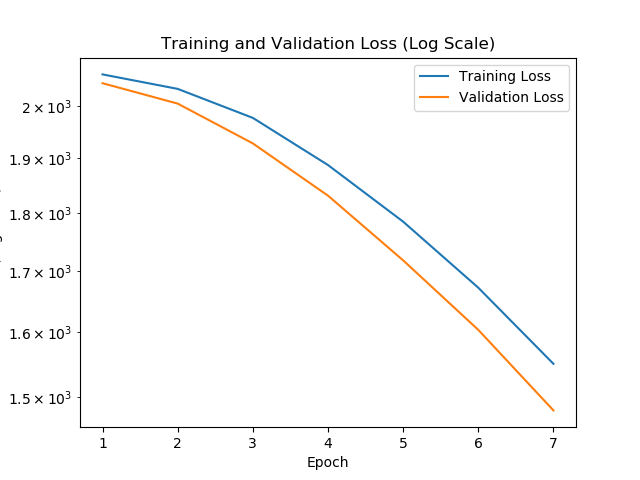 Training and Validation Loss (Log Scale)
Training Loss
Validation Loss
2 × 10³
1.9 × 10³
1.8 × 10³
1.7 × 10³
1.6 × 10³
1.5 × 10³
1 2 3 4 5 6 7
Epoch